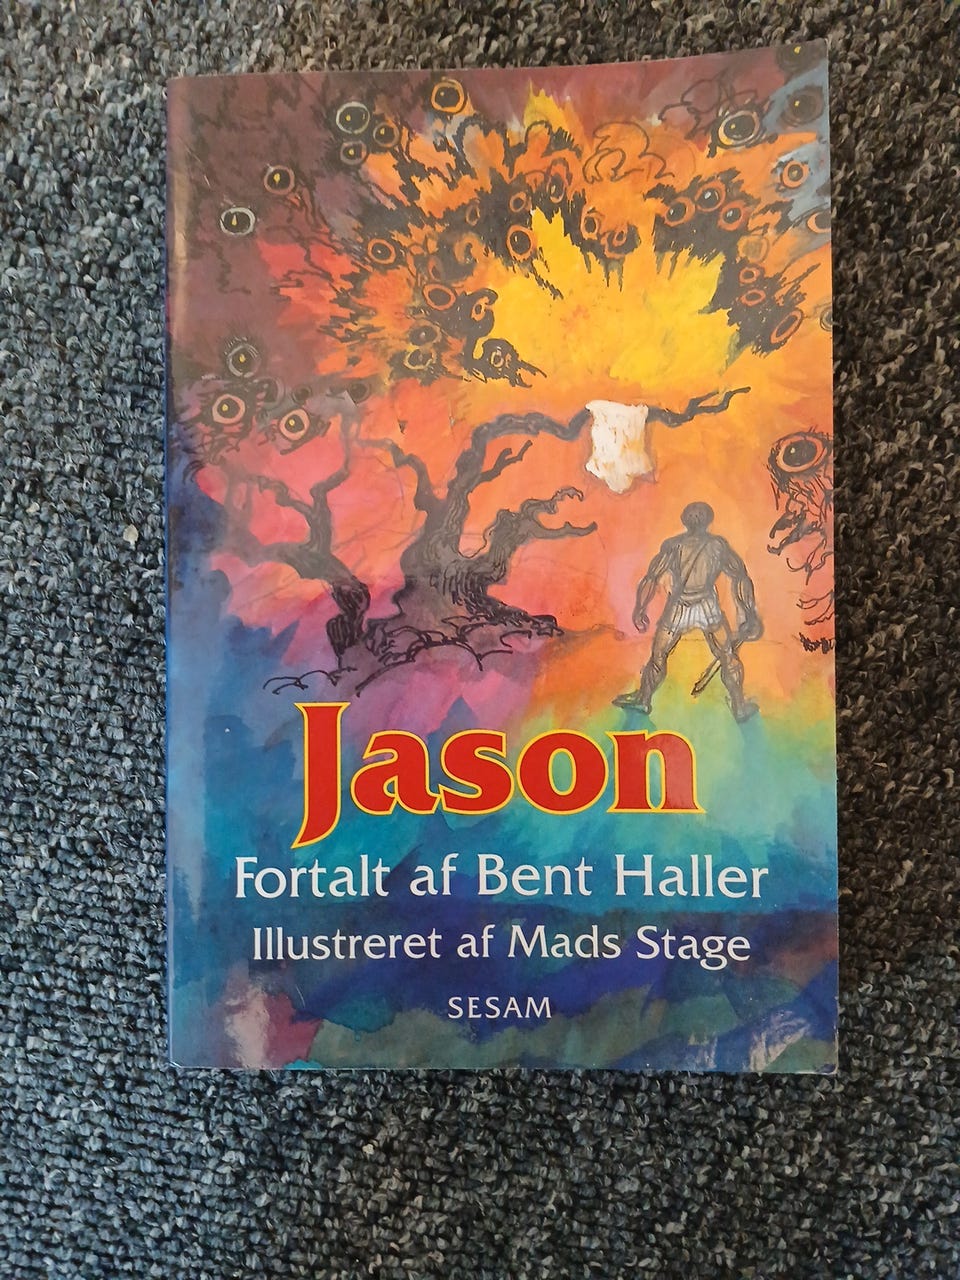 Jason
Fortalt af Bent Haller
Illustreret af Mads Stage
SESAM